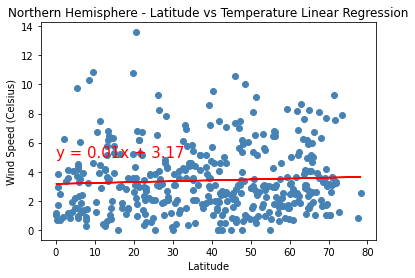 Northern Hemisphere - Latitude vs Temperature Linear Regression
14
12
10
8
6
4
2
0
Wind Speed (Celsius)
y = 0.01x + 3.17
0 10 20 30 40 50 60 70 80
Latitude